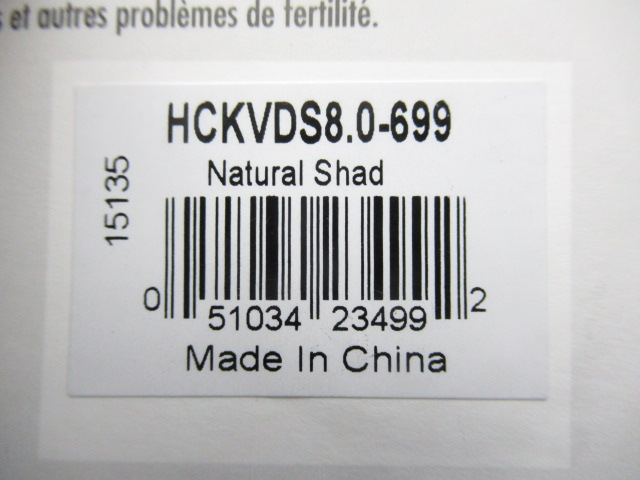 s et autres problèmes de fertilité.
HCKVDS8.0-699
Natural Shad
15135
0 51034 23499 2
Made In China